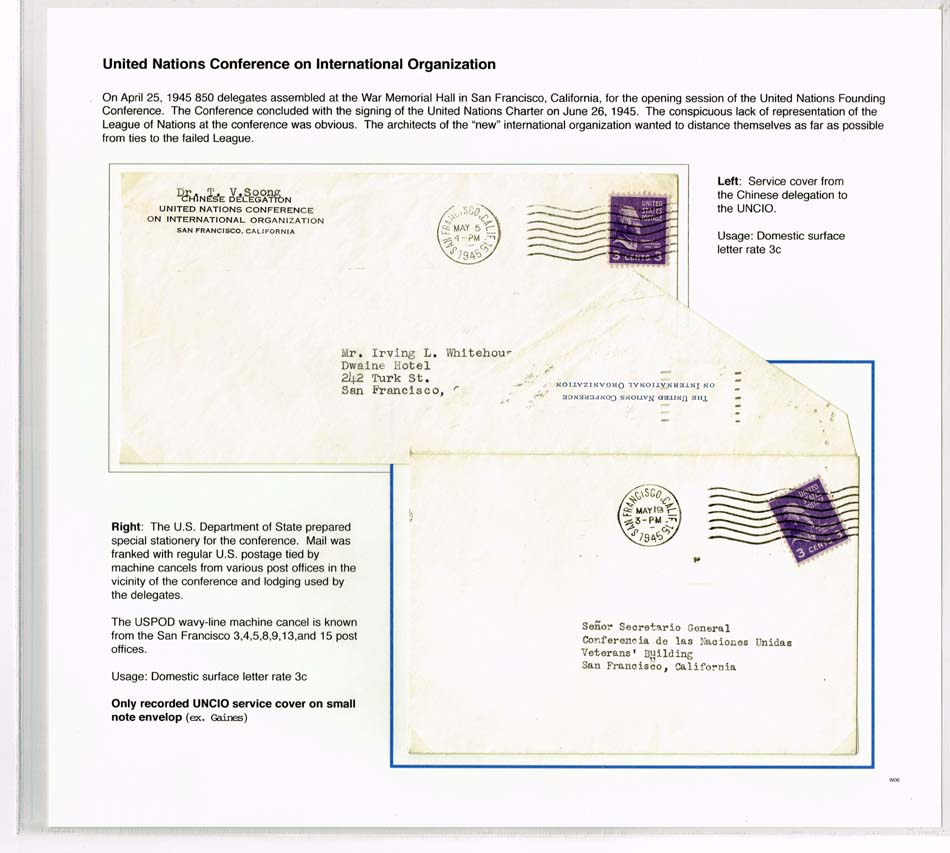 United Nations Conference on International Organization
On April 25, 1945 850 delegates assembled at the War Memorial Hall in San Francisco, California, for the opening session of the United Nations Founding
Conference. The Conference concluded with the signing of the United Nations Charter on June 26, 1945. The conspicuous lack of representation of the
League of Nations at the conference was obvious. The architects of the “new” international organization wanted to distance themselves as far as possible
from ties to the failed League.
Dr. T. V.Soong
CHINESE DELEGATION
UNITED NATIONS CONFERENCE
ON INTERNATIONAL ORGANIZATION
SAN FRANCISCO, CALIFORNIA
SAN FRANCISCO, CALIF. 15
MAY 5
4-PM
1945
UNITED
STATES
POSTAGE
3 CENTS 3
Left: Service cover from
the Chinese delegation to
the UNCIO.
Usage: Domestic surface
letter rate 3c
Mr. Irving L. Whitehou
Dwaine Hotel
242 Turk St.
San Francisco,
THE UNITED NATIONS CONFERENCE
ON INTERNATIONAL ORGANIZATION
SAN FRANCISCO, CALIF. 15
MAY 19
3-PM
1945
UNITED
3 CENTS
Señor Secretario General
Conferencia de las Naciones Unidas
Veterans' Building
San Francisco, California
Right: The U.S. Department of State prepared
special stationery for the conference. Mail was
franked with regular U.S. postage tied by
machine cancels from various post offices in the
vicinity of the conference and lodging used by
the delegates.
The USPOD wavy-line machine cancel is known
from the San Francisco 3,4,5,8,9,13,and 15 post
offices.
Usage: Domestic surface letter rate 3c
Only recorded UNCIO service cover on small
note envelop (ex. Gaines)
W06